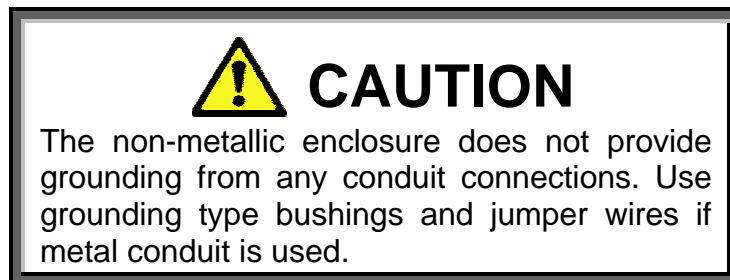 CAUTION
The non-metallic enclosure does not provide
grounding from any conduit connections. Use
grounding type bushings and jumper wires if
metal conduit is used.